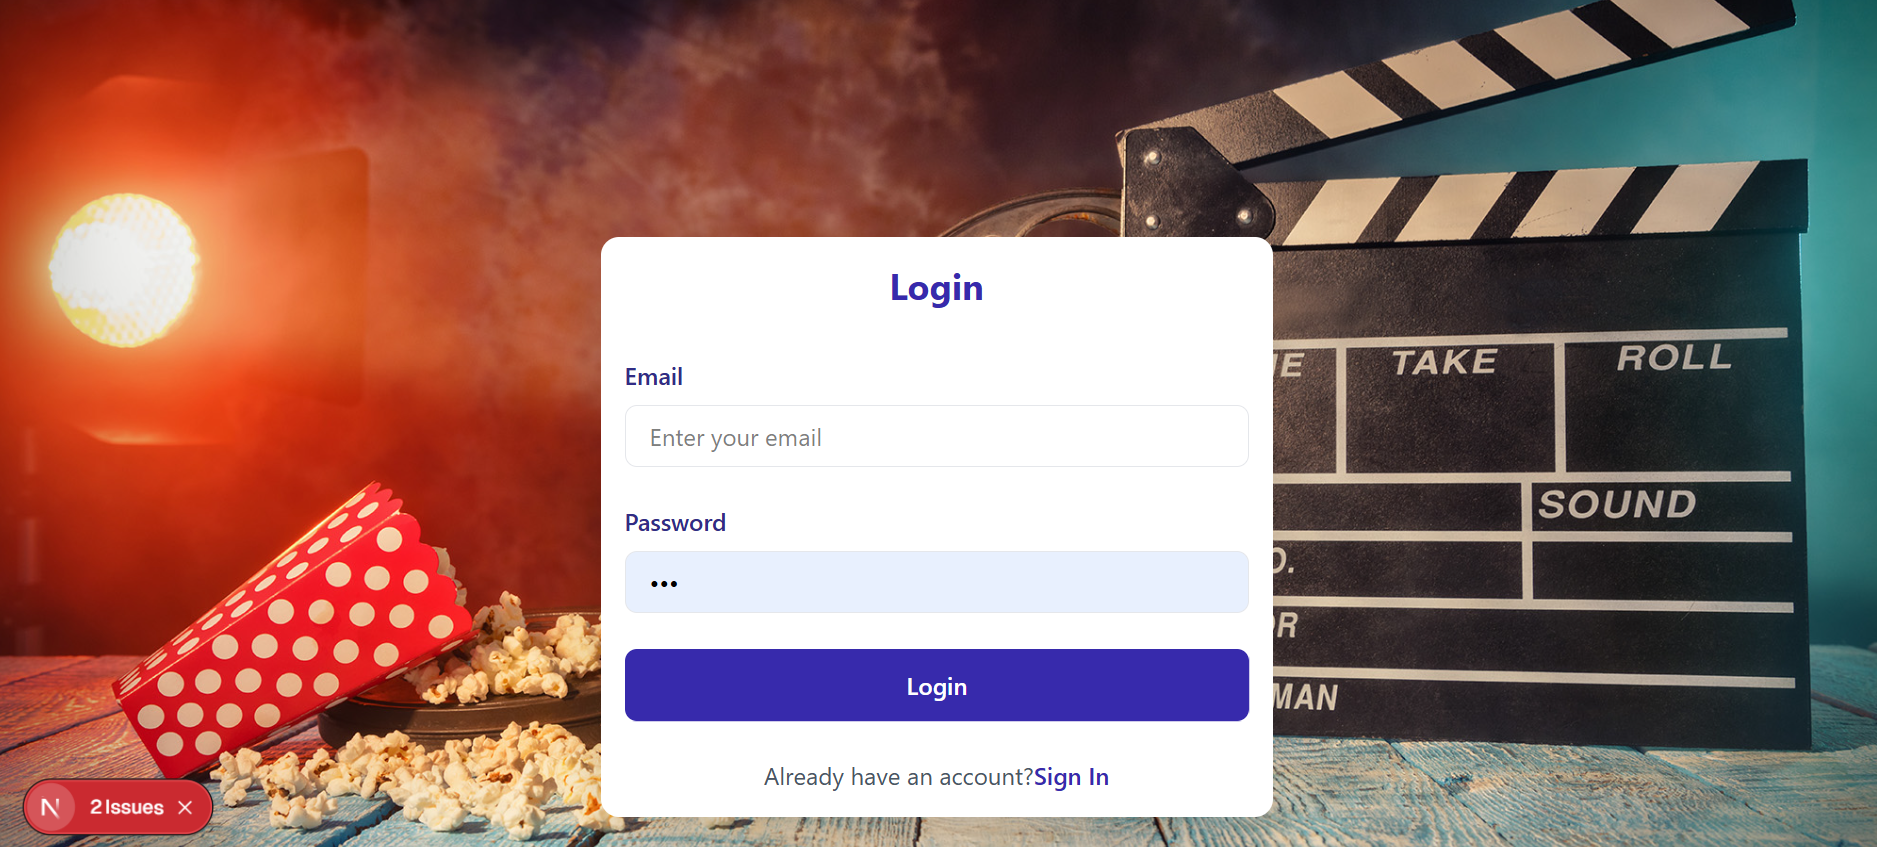 Login
Email
Enter your email
TAKE
ROLL
SOUND
Password
•••
Login
MAN
Already have an account?Sign In
N 2 Issues ×